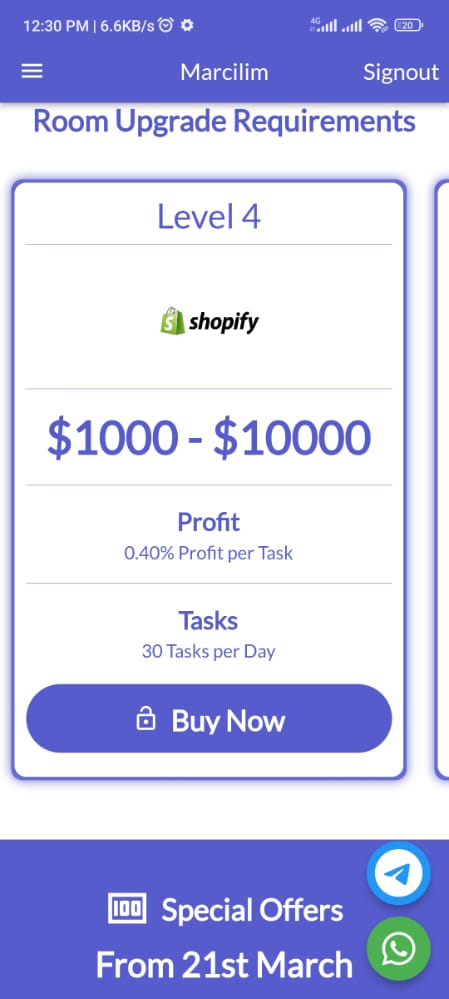 12:30 PM | 6.6KB/s
4G
20
Marcilim
Signout
Room Upgrade Requirements
Level 4
shopify
$1000 - $10000
Profit
0.40% Profit per Task
Tasks
30 Tasks per Day
Buy Now
100 Special Offers
From 21st March